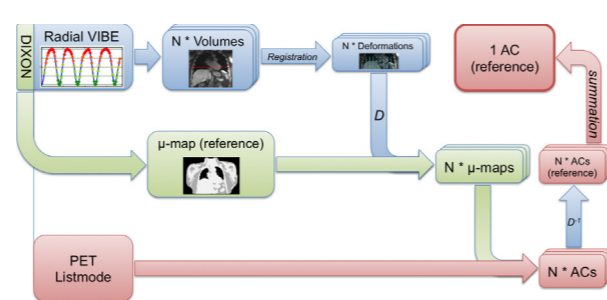 DIXON
Radial VIBE
N * Volumes
Registration
N * Deformations
1 AC
(reference)
D
summation
μ-map (reference)
N * μ-maps
N * ACs
(reference)
D-1
PET
Listmode
N * ACs